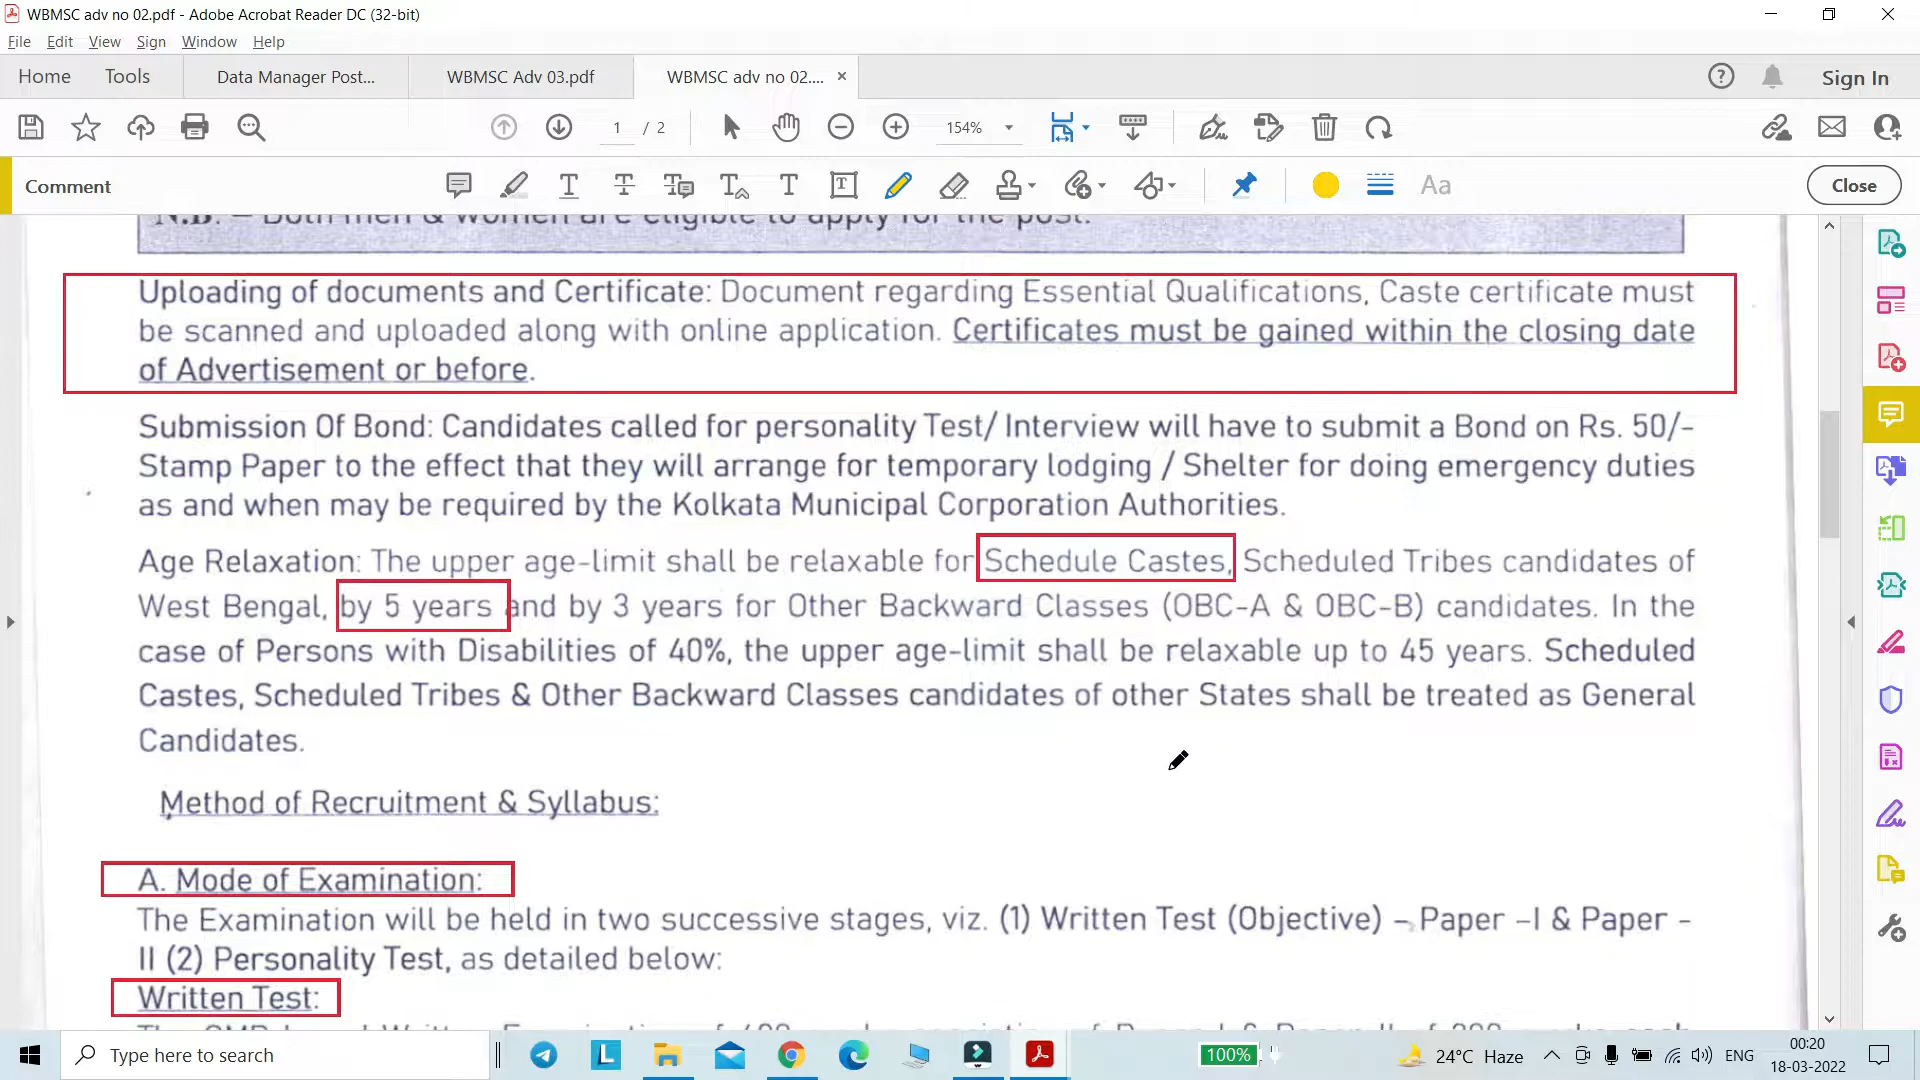 WBMSC adv no 02.pdf - Adobe Acrobat Reader DC (32-bit)
File Edit View Sign Window Help
Home Tools Data Manager Post... WBMSC Adv 03.pdf WBMSC adv no 02.... × Sign In
1 / 2 154%
Comment Aa Close
N.B. – Both men & women are eligible to apply for the post.
Uploading of documents and Certificate: Document regarding Essential Qualifications, Caste certificate must
be scanned and uploaded along with online application. Certificates must be gained within the closing date
of Advertisement or before.
Submission Of Bond: Candidates called for personality Test/ Interview will have to submit a Bond on Rs. 50/-
Stamp Paper to the effect that they will arrange for temporary lodging / Shelter for doing emergency duties
as and when may be required by the Kolkata Municipal Corporation Authorities.
Age Relaxation: The upper age-limit shall be relaxable for Schedule Castes, Scheduled Tribes candidates of
West Bengal, by 5 years and by 3 years for Other Backward Classes (OBC-A & OBC-B) candidates. In the
case of Persons with Disabilities of 40%, the upper age-limit shall be relaxable up to 45 years. Scheduled
Castes, Scheduled Tribes & Other Backward Classes candidates of other States shall be treated as General
Candidates.
Method of Recruitment & Syllabus:
A. Mode of Examination:
The Examination will be held in two successive stages, viz. (1) Written Test (Objective) – Paper –I & Paper –
II (2) Personality Test, as detailed below:
Written Test:
Type here to search
100%
24°C Haze
ENG
00:20
18-03-2022